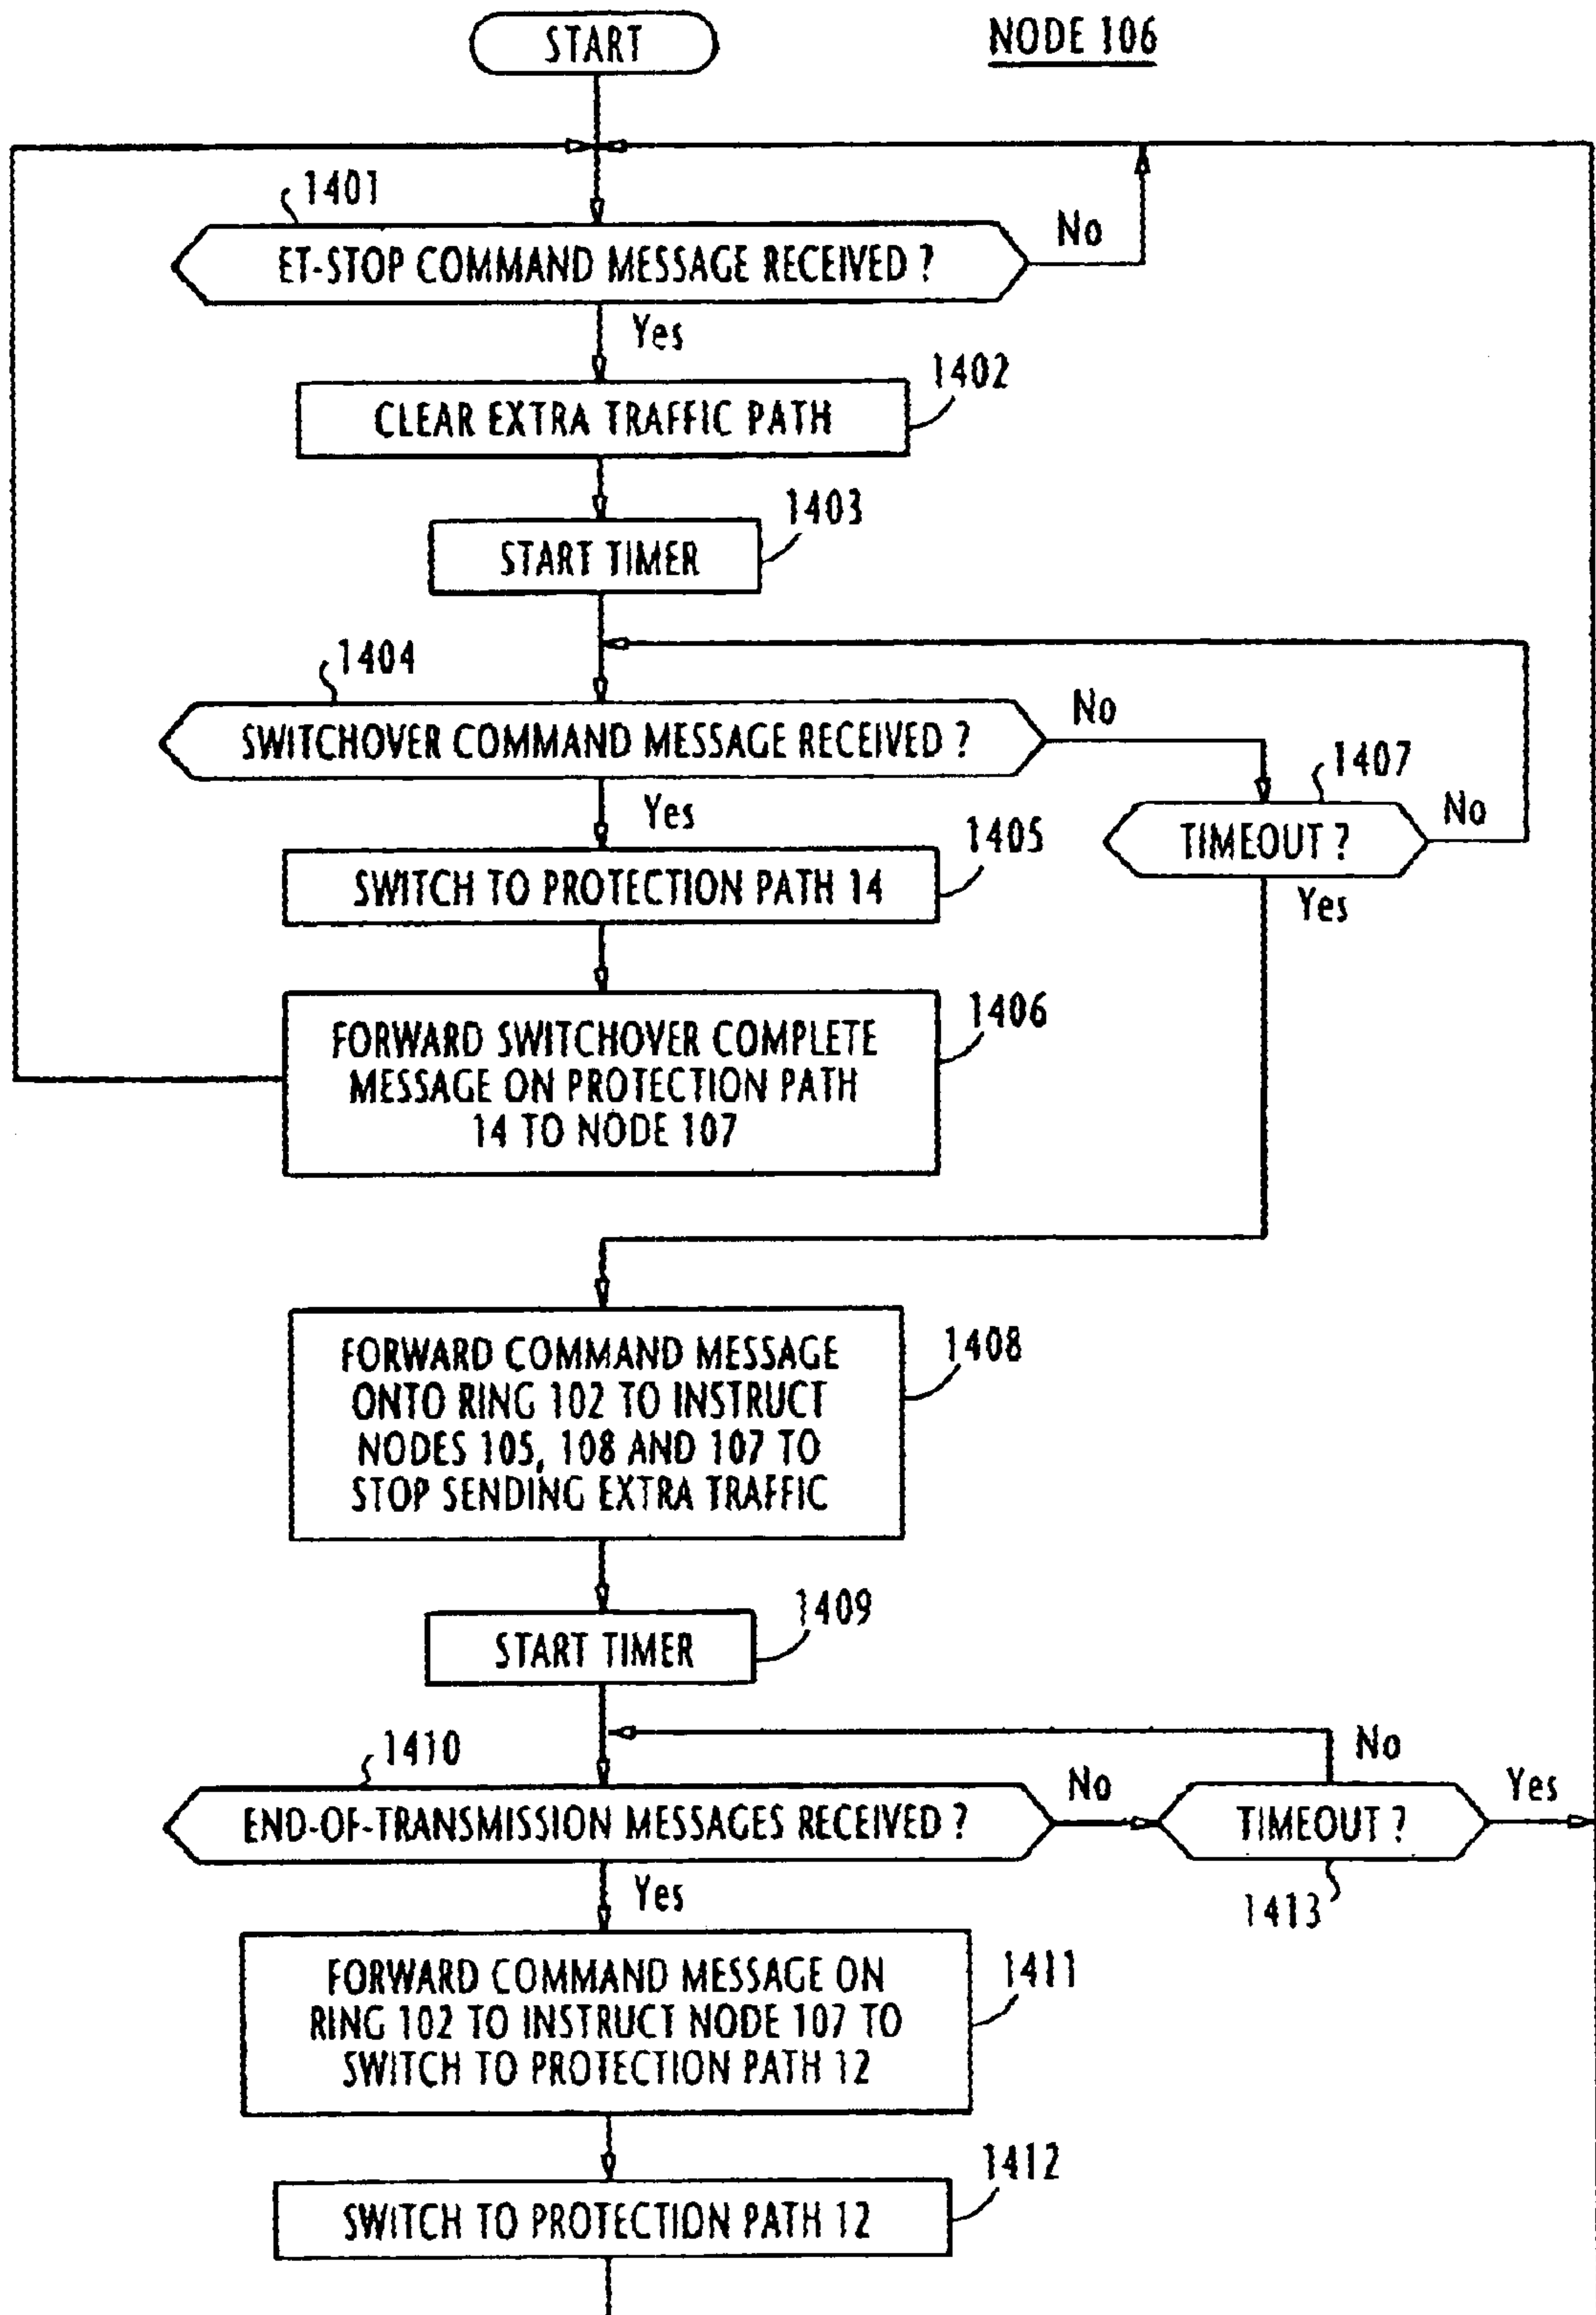 START
NODE 106
1401
ET-STOP COMMAND MESSAGE RECEIVED ?
No
Yes
1402
CLEAR EXTRA TRAFFIC PATH
1403
START TIMER
1404
SWITCHOVER COMMAND MESSAGE RECEIVED ?
No
1407
TIMEOUT ?
No
Yes
Yes
1405
SWITCH TO PROTECTION PATH 14
1406
FORWARD SWITCHOVER COMPLETE
MESSAGE ON PROTECTION PATH
14 TO NODE 107
1408
FORWARD COMMAND MESSAGE
ONTO RING 102 TO INSTRUCT
NODES 105, 108 AND 107 TO
STOP SENDING EXTRA TRAFFIC
1409
START TIMER
1410
END-OF-TRANSMISSION MESSAGES RECEIVED ?
No
No
TIMEOUT ?
Yes
1413
Yes
1411
FORWARD COMMAND MESSAGE ON
RING 102 TO INSTRUCT NODE 107 TO
SWITCH TO PROTECTION PATH 12
1412
SWITCH TO PROTECTION PATH 12